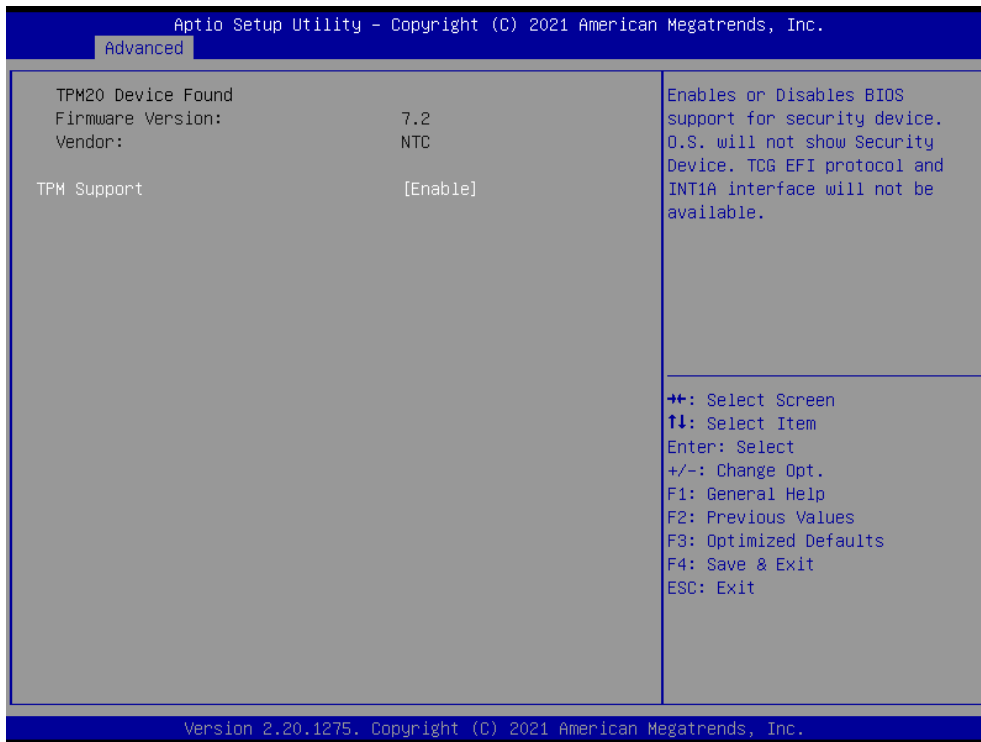 Aptio Setup Utility – Copyright (C) 2021 American Megatrends, Inc.
Advanced
TPM20 Device Found
Firmware Version: 7.2
Vendor: NTC
TPM Support [Enable]
Enables or Disables BIOS
support for security device.
O.S. will not show Security
Device. TCG EFI protocol and
INT1A interface will not be
available.
→←: Select Screen
↑↓: Select Item
Enter: Select
+/-: Change Opt.
F1: General Help
F2: Previous Values
F3: Optimized Defaults
F4: Save & Exit
ESC: Exit
Version 2.20.1275. Copyright (C) 2021 American Megatrends, Inc.